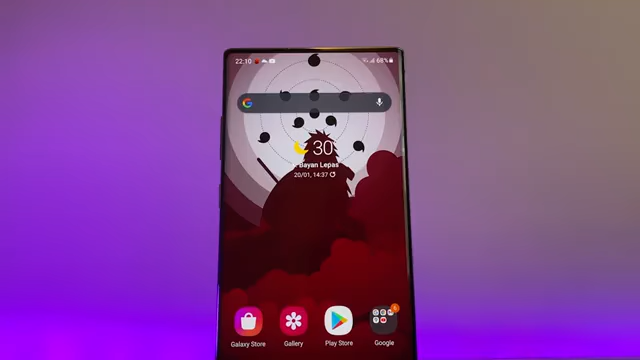 22:10
68%
30
Bayan Lepas
20/01, 14:37
Galaxy Store
Gallery
Play Store
Google